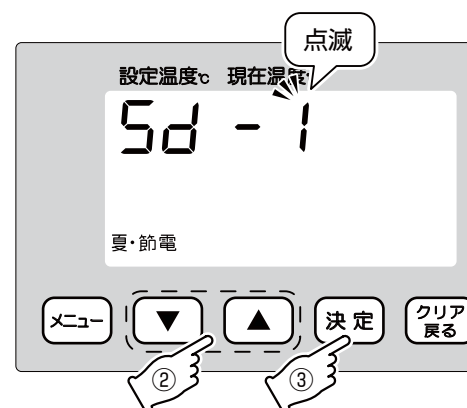 点滅
設定温度℃ 現在温度
Sd - 1
夏・節電
メニュー ▼ ▲ 決定 クリア
戻る
② ③